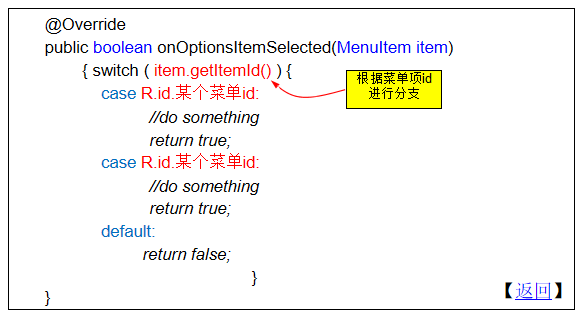 @Override
public boolean onOptionsItemSelected(MenuItem item)
{ switch ( item.getItemId() ) {
根据菜单项id
进行分支
case R.id.某个菜单id:
//do something
return true;
case R.id.某个菜单id:
//do something
return true;
default:
return false;
}
}
【返回】